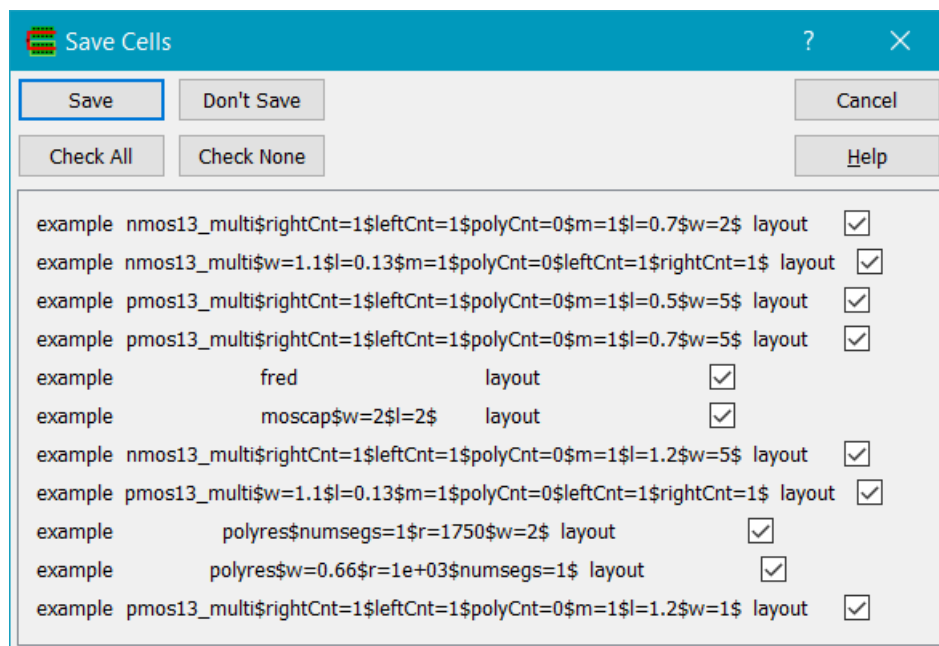 Save Cells ?
Save Don't Save Cancel
Check All Check None Help
example nmos13_multi$rightCnt=1$leftCnt=1$polyCnt=0$m=1$l=0.7$w=2$ layout
example nmos13_multi$w=1.1$l=0.13$m=1$polyCnt=0$leftCnt=1$rightCnt=1$ layout
example pmos13_multi$rightCnt=1$leftCnt=1$polyCnt=0$m=1$l=0.5$w=5$ layout
example pmos13_multi$rightCnt=1$leftCnt=1$polyCnt=0$m=1$l=0.7$w=5$ layout
example fred layout
example moscap$w=2$l=2$ layout
example nmos13_multi$rightCnt=1$leftCnt=1$polyCnt=0$m=1$l=1.2$w=5$ layout
example pmos13_multi$w=1.1$l=0.13$m=1$polyCnt=0$leftCnt=1$rightCnt=1$ layout
example polyres$numsegs=1$r=1750$w=2$ layout
example polyres$w=0.66$r=1e+03$numsegs=1$ layout
example pmos13_multi$rightCnt=1$leftCnt=1$polyCnt=0$m=1$l=1.2$w=1$ layout